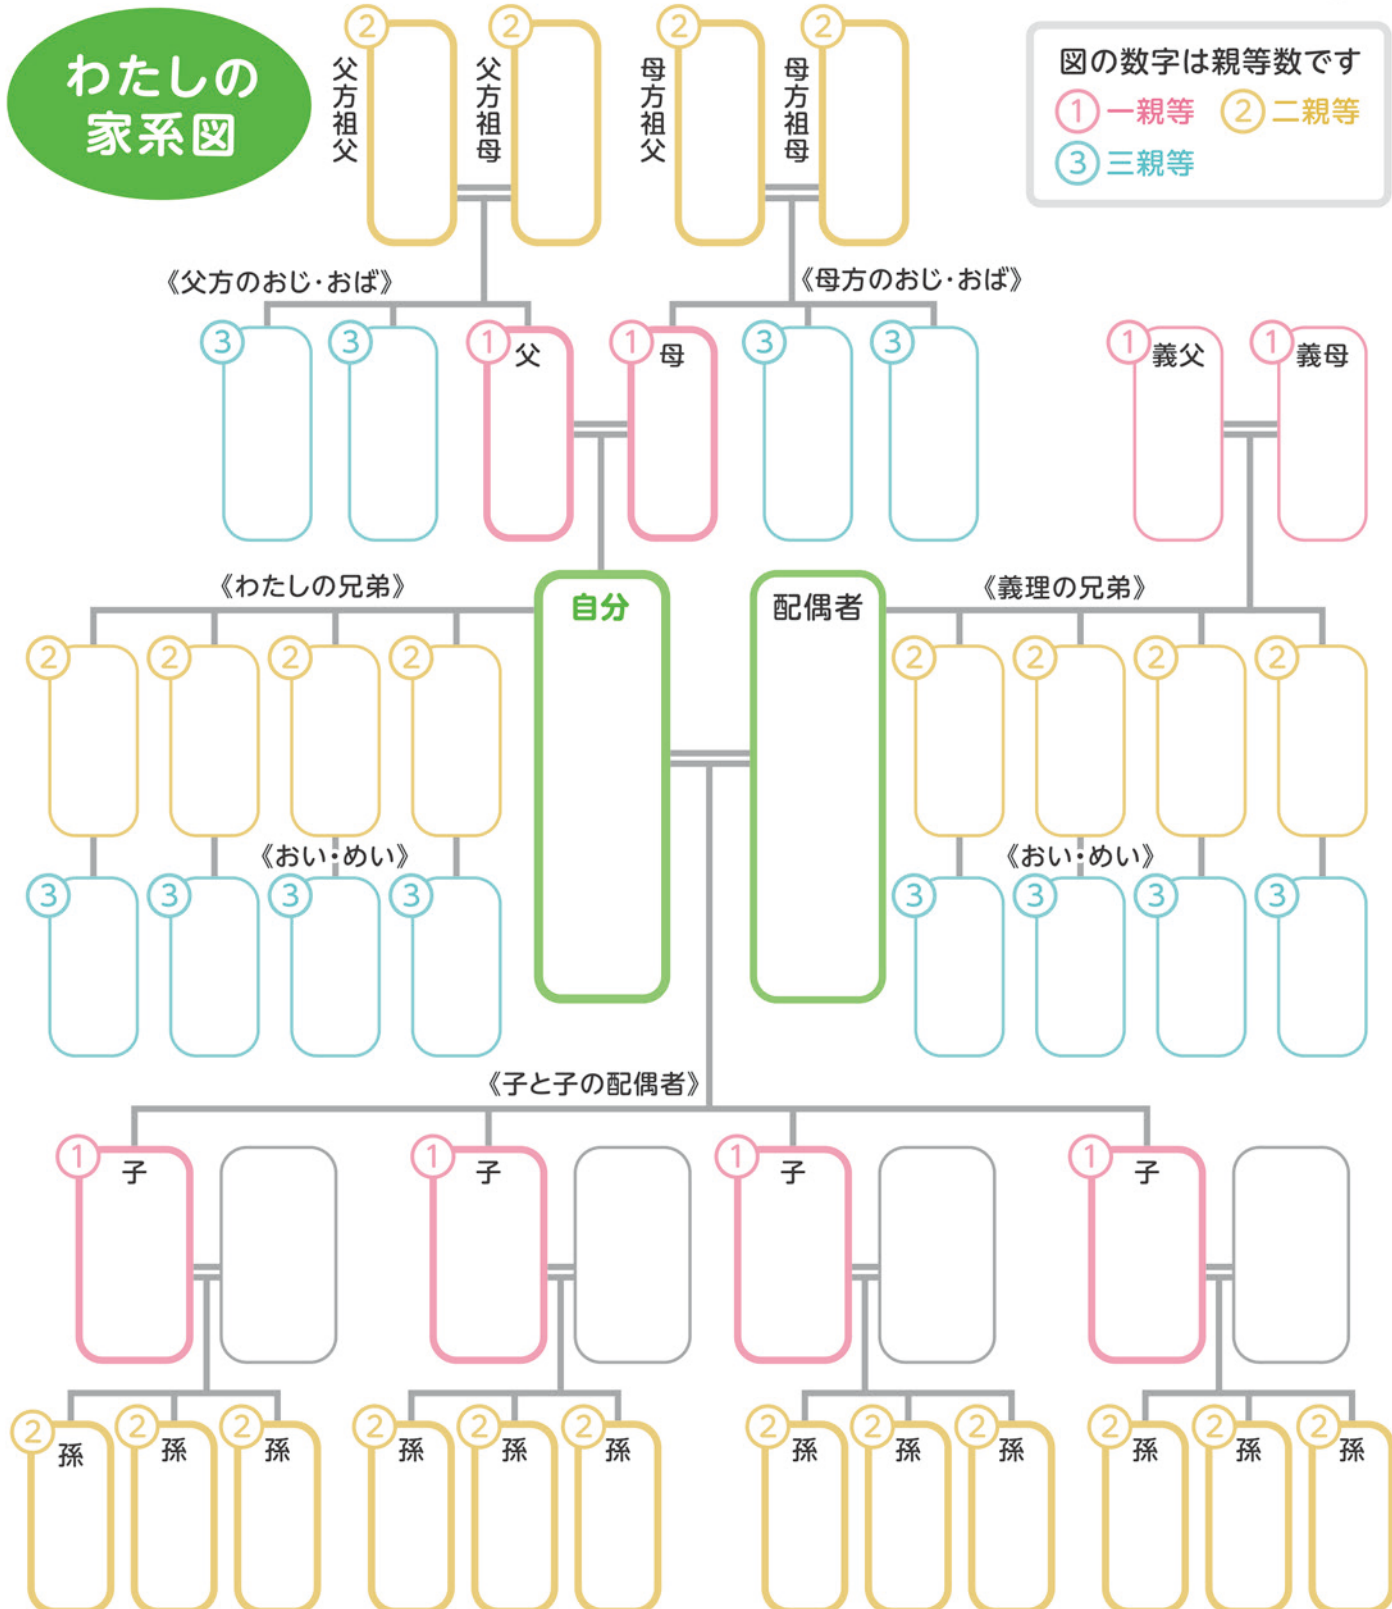 わたしの
家系図
② 父方祖父
② 父方祖母
② 母方祖父
② 母方祖母
図の数字は親等数です
① 一親等 ② 二親等
③ 三親等
《父方のおじ・おば》
《母方のおじ・おば》
③
③
① 父
① 母
③
③
① 義父
① 義母
《わたしの兄弟》
自分
配偶者
《義理の兄弟》
②
②
②
②
②
②
②
②
《おい・めい》
《おい・めい》
③
③
③
③
③
③
③
③
《子と子の配偶者》
① 子
① 子
① 子
① 子
② 孫
② 孫
② 孫
② 孫
② 孫
② 孫
② 孫
② 孫
② 孫
② 孫
② 孫
② 孫